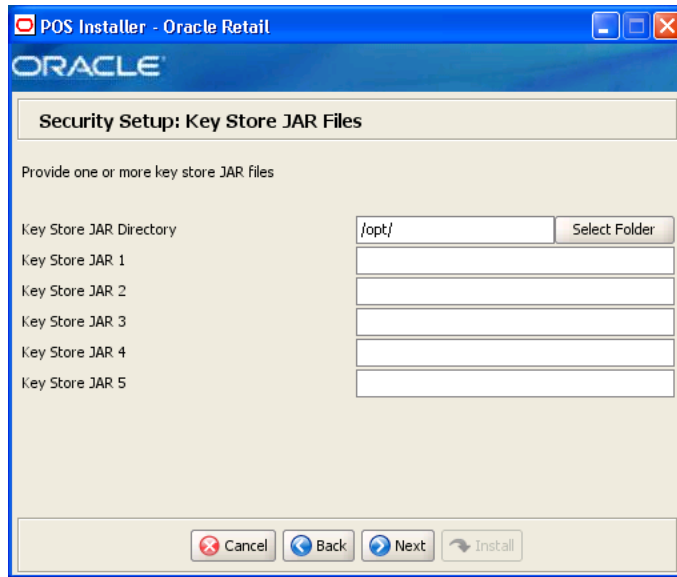 POS Installer - Oracle Retail
ORACLE
Security Setup: Key Store JAR Files
Provide one or more key store JAR files
Key Store JAR Directory /opt/ Select Folder
Key Store JAR 1
Key Store JAR 2
Key Store JAR 3
Key Store JAR 4
Key Store JAR 5
Cancel Back Next Install